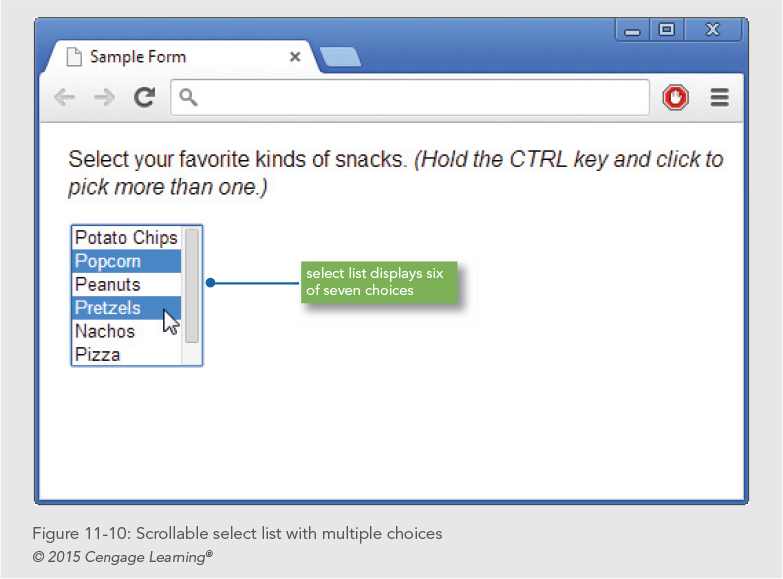 Sample Form
Select your favorite kinds of snacks. (Hold the CTRL key and click to
pick more than one.)
Potato Chips
Popcorn
Peanuts
Pretzels
Nachos
Pizza
select list displays six
of seven choices
Figure 11-10: Scrollable select list with multiple choices
© 2015 Cengage Learning®